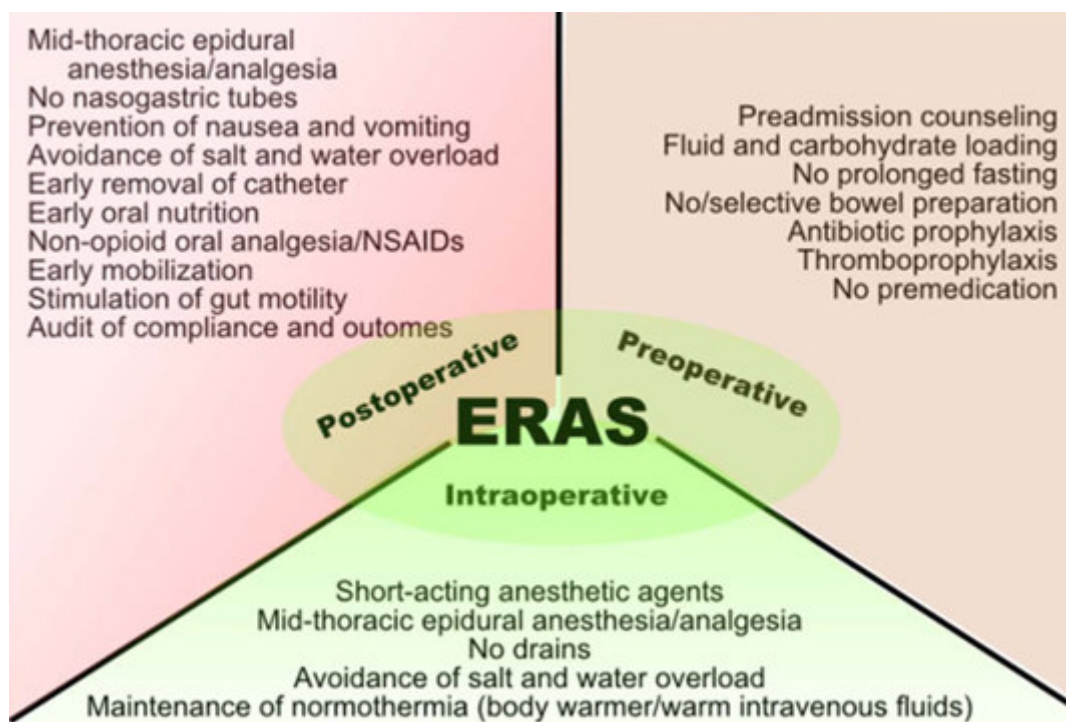 Mid-thoracic epidural
anesthesia/analgesia
No nasogastric tubes
Prevention of nausea and vomiting
Avoidance of salt and water overload
Early removal of catheter
Early oral nutrition
Non-opioid oral analgesia/NSAIDs
Early mobilization
Stimulation of gut motility
Audit of compliance and outcomes
Preadmission counseling
Fluid and carbohydrate loading
No prolonged fasting
No/selective bowel preparation
Antibiotic prophylaxis
Thromboprophylaxis
No premedication
Postoperative
Preoperative
ERAS
Intraoperative
Short-acting anesthetic agents
Mid-thoracic epidural anesthesia/analgesia
No drains
Avoidance of salt and water overload
Maintenance of normothermia (body warmer/warm intravenous fluids)